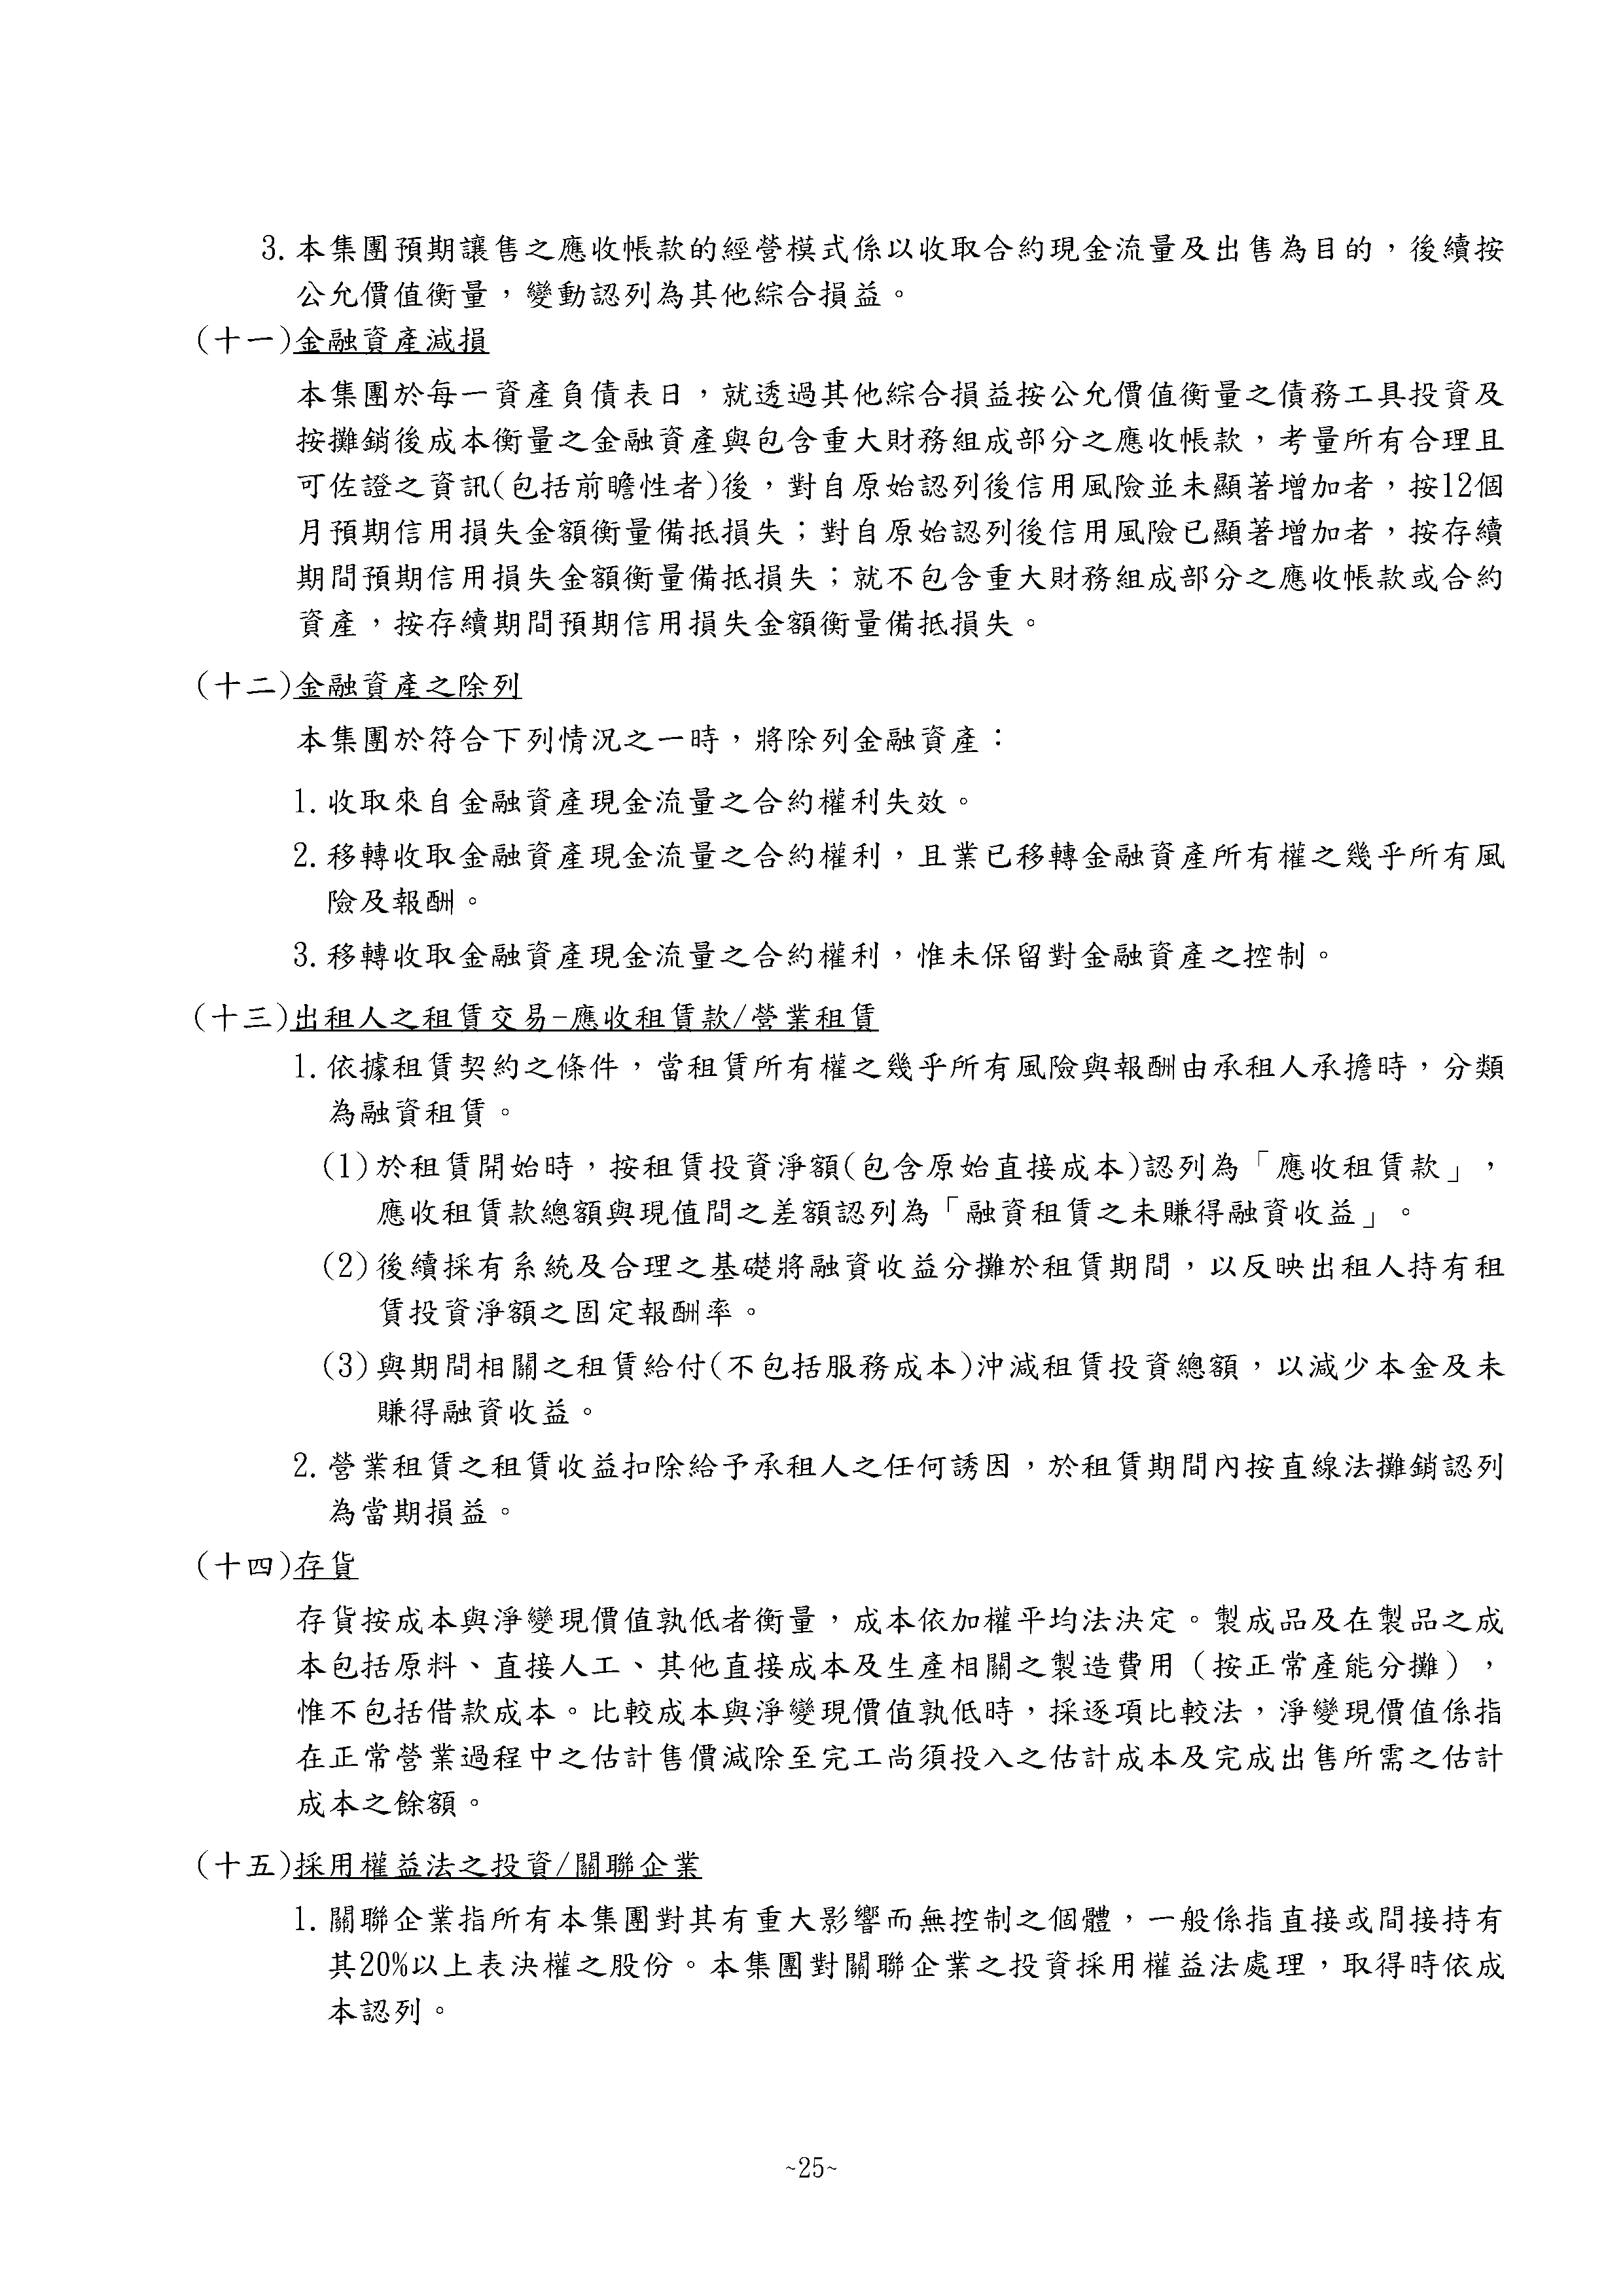 3. 本集團預期讓售之應收帳款的經營模式係以收取合約現金流量及出售為目的，後續按
公允價值衡量，變動認列為其他綜合損益。
(十一)金融資產減損
本集團於每一資產負債表日，就透過其他綜合損益按公允價值衡量之債務工具投資及
按攤銷後成本衡量之金融資產與包含重大財務組成部分之應收帳款，考量所有合理且
可佐證之資訊(包括前瞻性者)後，對自原始認列後信用風險並未顯著增加者，按12個
月預期信用損失金額衡量備抵損失；對自原始認列後信用風險已顯著增加者，按存續
期間預期信用損失金額衡量備抵損失；就不包含重大財務組成部分之應收帳款或合約
資產，按存續期間預期信用損失金額衡量備抵損失。
(十二)金融資產之除列
本集團於符合下列情況之一時，將除列金融資產：
1. 收取來自金融資產現金流量之合約權利失效。
2. 移轉收取金融資產現金流量之合約權利，且業已移轉金融資產所有權之幾乎所有風
險及報酬。
3. 移轉收取金融資產現金流量之合約權利，惟未保留對金融資產之控制。
(十三)出租人之租賃交易-應收租賃款/營業租賃
1. 依據租賃契約之條件，當租賃所有權之幾乎所有風險與報酬由承租人承擔時，分類
為融資租賃。
(1)於租賃開始時，按租賃投資淨額(包含原始直接成本)認列為「應收租賃款」，
應收租賃款總額與現值間之差額認列為「融資租賃之未賺得融資收益」。
(2)後續採有系統及合理之基礎將融資收益分攤於租賃期間，以反映出租人持有租
賃投資淨額之固定報酬率。
(3)與期間相關之租賃給付(不包括服務成本)沖減租賃投資總額，以減少本金及未
賺得融資收益。
2. 營業租賃之租賃收益扣除給予承租人之任何誘因，於租賃期間內按直線法攤銷認列
為當期損益。
(十四)存貨
存貨按成本與淨變現價值孰低者衡量，成本依加權平均法決定。製成品及在製品之成
本包括原料、直接人工、其他直接成本及生產相關之製造費用（按正常產能分攤），
惟不包括借款成本。比較成本與淨變現價值孰低時，採逐項比較法，淨變現價值係指
在正常營業過程中之估計售價減除至完工尚須投入之估計成本及完成出售所需之估計
成本之餘額。
(十五)採用權益法之投資/關聯企業
1. 關聯企業指所有本集團對其有重大影響而無控制之個體，一般係指直接或間接持有
其20%以上表決權之股份。本集團對關聯企業之投資採用權益法處理，取得時依成
本認列。
~25~